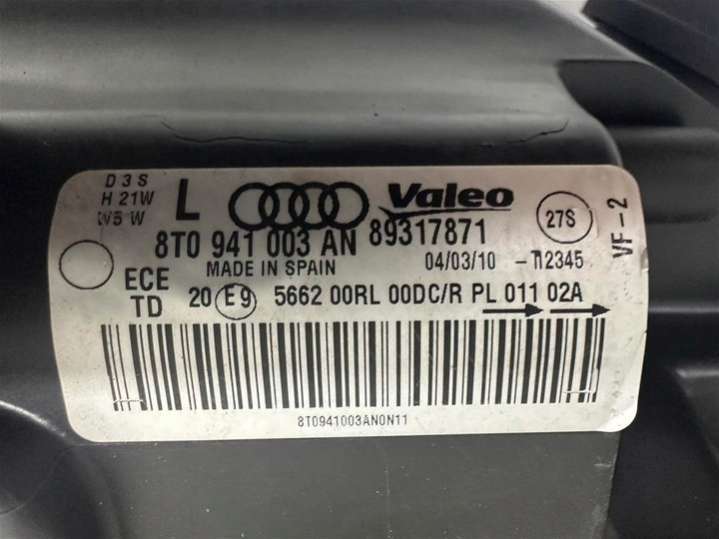 D3S
H 21W
W5W
L Valeo
8T0 941 003 AN 89317871
27S
VF-2
MADE IN SPAIN 04/03/10 - 12345
ECE
TD 20 E9 5662 00RL 00DC/R PL 011 02A
8T0941003AN0N11